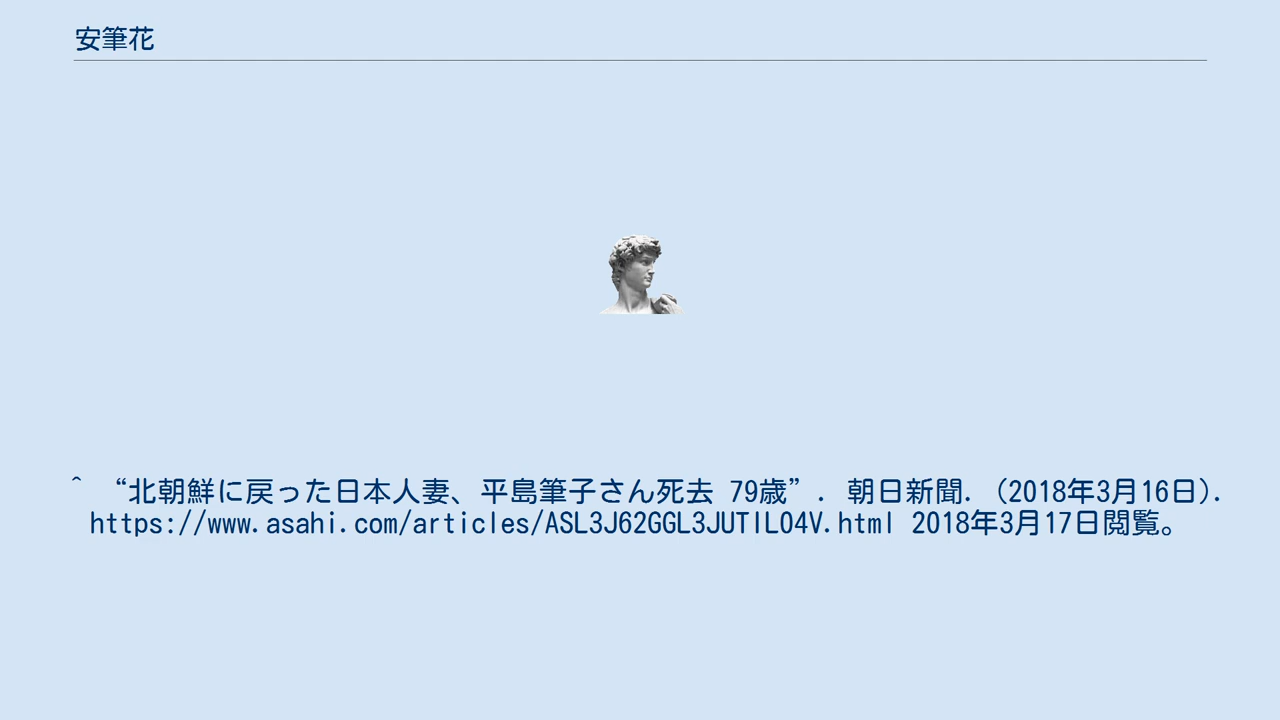 安筆花
^ “北朝鮮に戻った日本人妻、平島筆子さん死去 79歳”. 朝日新聞. (2018年3月16日).
https://www.asahi.com/articles/ASL3J62GGL3JUTIL04V.html 2018年3月17日閲覧。